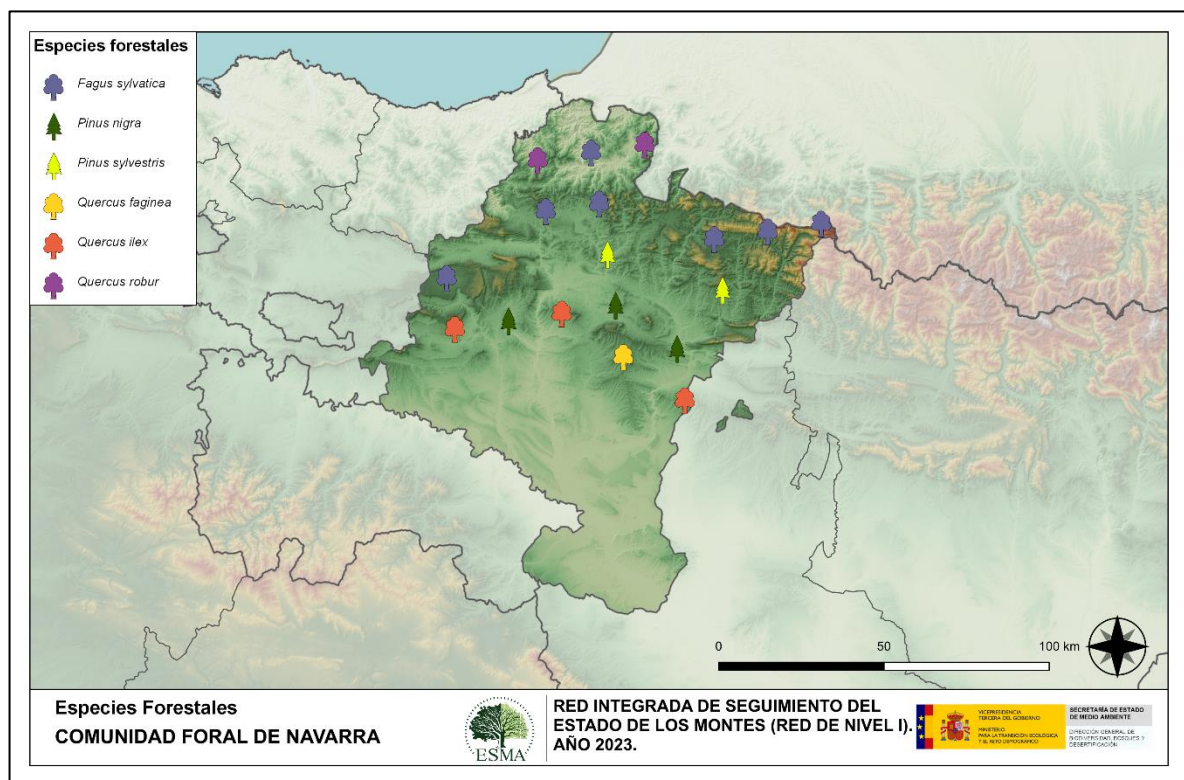 Especies forestales
Fagus sylvatica
Pinus nigra
Pinus sylvestris
Quercus faginea
Quercus ilex
Quercus robur
0 50 100 km
Especies Forestales
COMUNIDAD FORAL DE NAVARRA
ESMA
RED INTEGRADA DE SEGUIMIENTO DEL
ESTADO DE LOS MONTES (RED DE NIVEL I).
AÑO 2023.
VICEPRESIDENCIA
TERCERA DEL GOBIERNO
MINISTERIO
PARA LA TRANSICIÓN ECOLÓGICA
Y EL RETO DEMOGRÁFICO
SECRETARÍA DE ESTADO
DE MEDIO AMBIENTE
DIRECCIÓN GENERAL DE
BIODIVERSIDAD, BOSQUES Y
DESERTIFICACIÓN